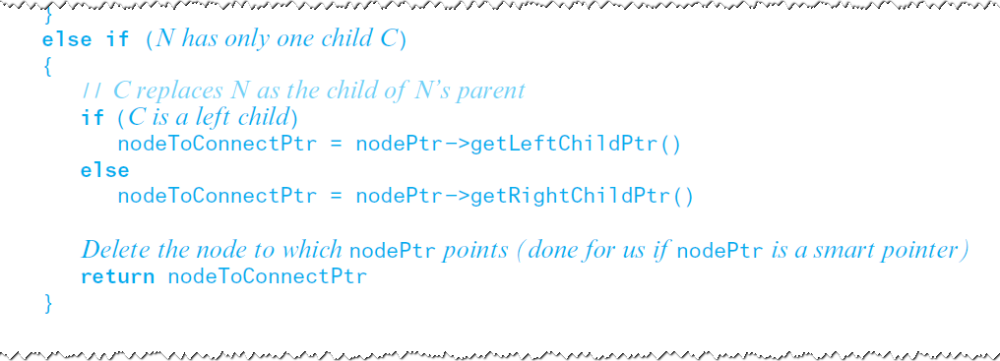 }
else if (N has only one child C)
{
// C replaces N as the child of N's parent
if (C is a left child)
nodeToConnectPtr = nodePtr->getLeftChildPtr()
else
nodeToConnectPtr = nodePtr->getRightChildPtr()
Delete the node to which nodePtr points (done for us if nodePtr is a smart pointer)
return nodeToConnectPtr
}